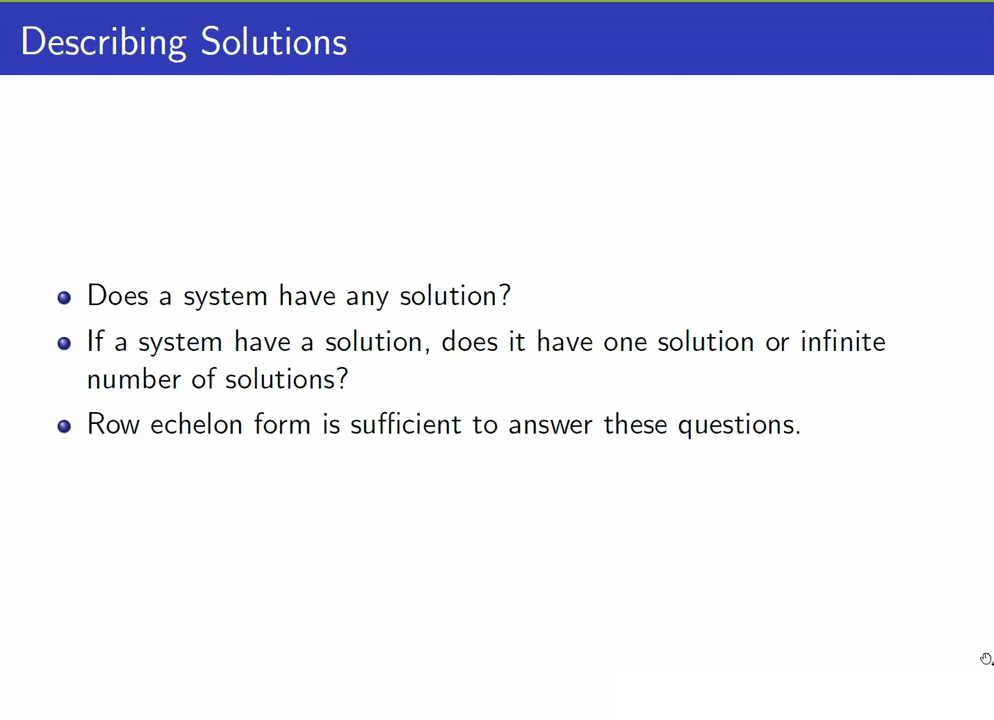 Describing Solutions
Does a system have any solution?
If a system have a solution, does it have one solution or infinite
number of solutions?
Row echelon form is sufficient to answer these questions.